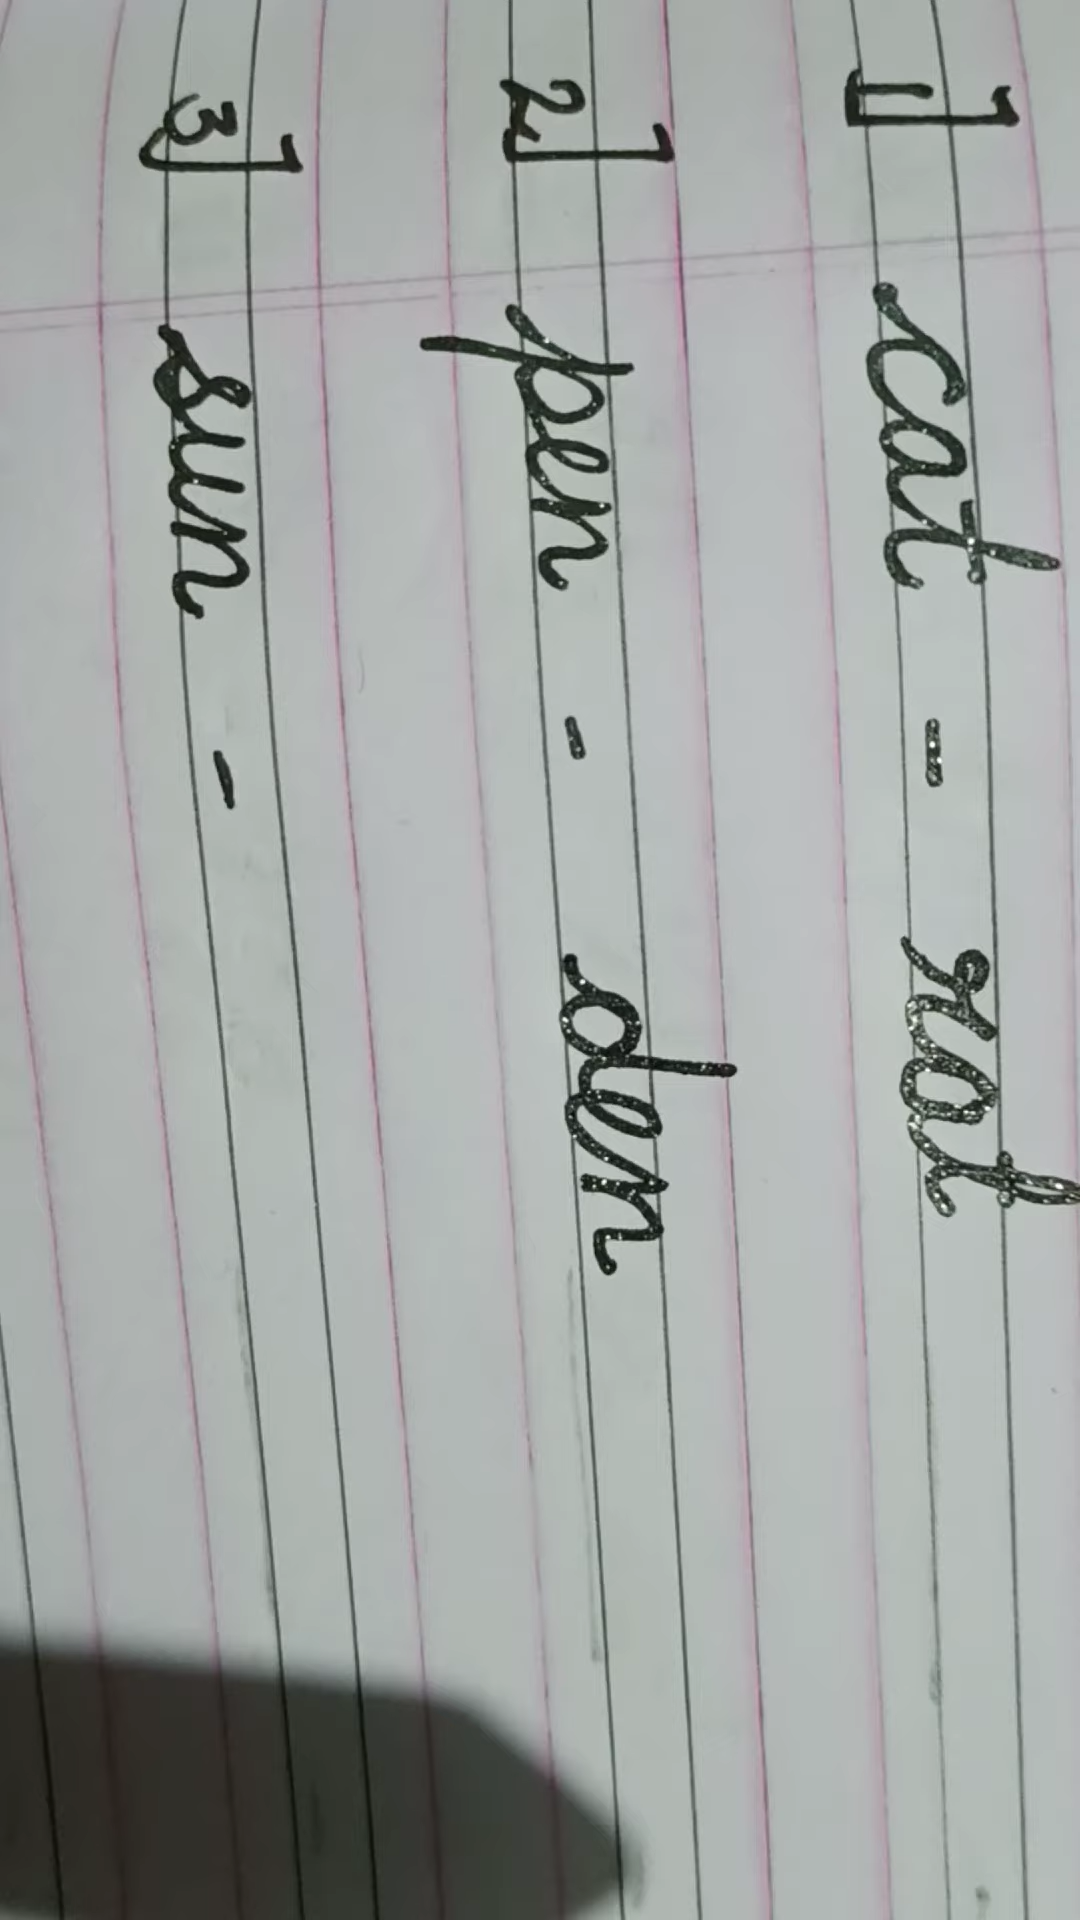 1] cat - rat
2] pen - den
3] sun -